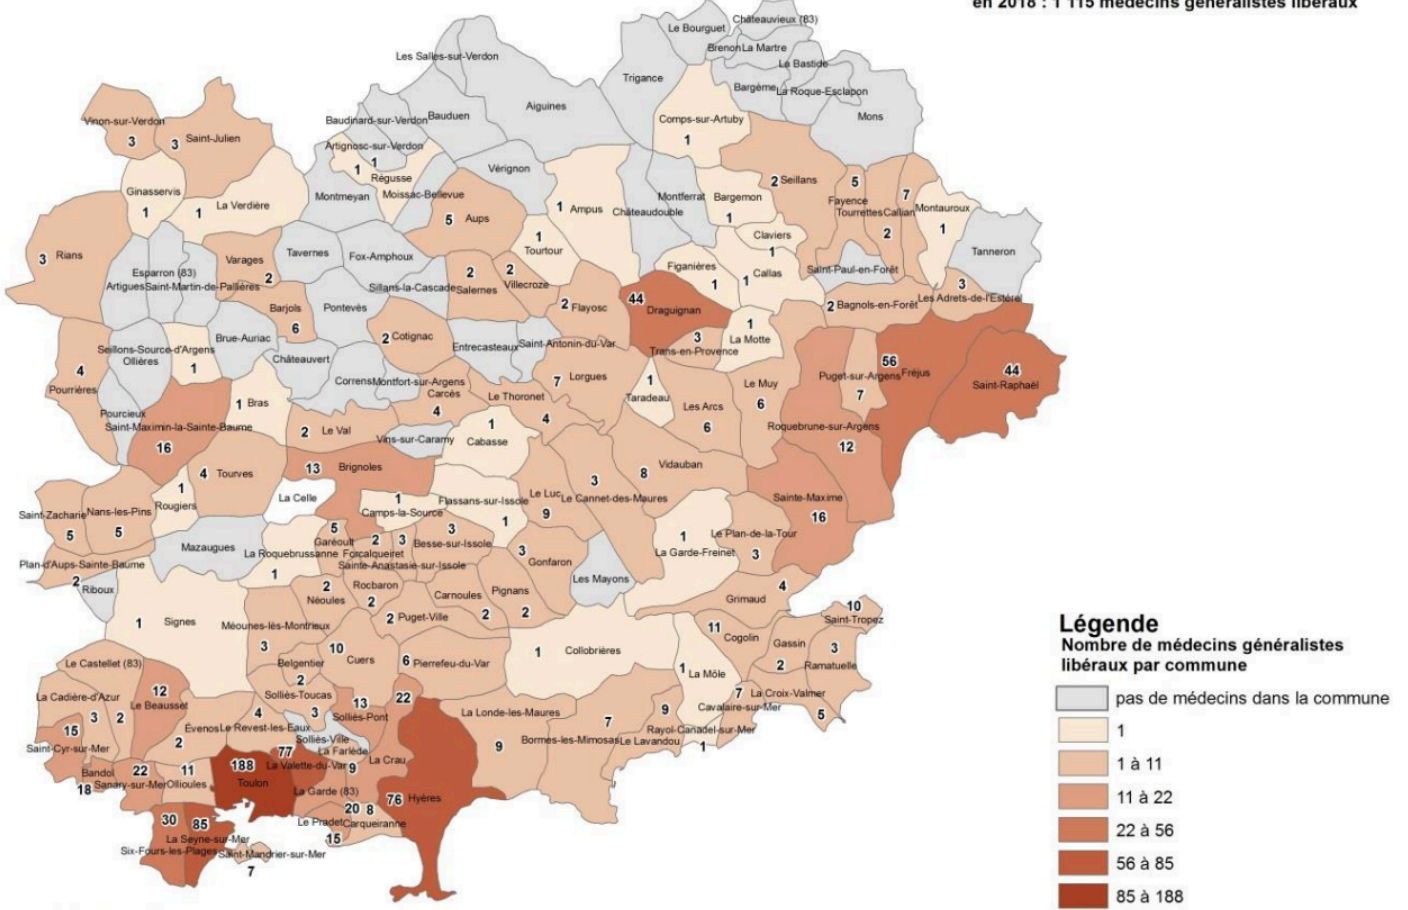 en 2018 : 1 115 médecins généralistes libéraux
Châteauvieux (83)
Le Bourguet
Brenon
La Martre
Les Salles-sur-Verdon
La Bastide
Trigance
Bargème
La Roque-Esclapon
Aiguines
Bauduen
Baudinard-sur-Verdon
Mons
Comps-sur-Artuby
1
Vinon-sur-Verdon
3
Saint-Julien
3
Artignosc-sur-Verdon
1
1
Régusse
Vérignon
Moissac-Bellevue
Montmeyan
Seillans
2
5
Fayence
7
Ginasservis
1
La Verdière
1
Montferrat
Bargemon
1
Tourrettes
Callian
2
Montauroux
1
Ampus
1
Châteaudouble
Aups
5
Claviers
1
Tourtour
1
Tanneron
Rians
3
Tavernes
Fox-Amphoux
Varages
2
Esparron (83)
Artigues
Saint-Martin-de-Pallières
Figanières
1
Callas
1
Saint-Paul-en-Forêt
Salernes
2
Villecroze
2
Sillans-la-Cascade
Les Adrets-de-l'Estérel
3
Bagnols-en-Forêt
2
Draguignan
44
Flayosc
2
Barjols
6
Pontevès
Cotignac
2
Brue-Auriac
La Motte
1
Trans-en-Provence
3
Entrecasteaux
Saint-Antonin-du-Var
Seillons-Source-d'Argens
1
Ollières
Châteauvert
Pourrières
4
Correns
Montfort-sur-Argens
Carcès
4
Lorgues
7
Le Thoronet
4
Taradeau
1
Le Muy
6
Puget-sur-Argens
7
Fréjus
56
Saint-Raphaël
44
Bras
1
Pourcieux
Saint-Maximin-la-Sainte-Baume
16
Les Arcs
6
Roquebrune-sur-Argens
12
Le Val
2
Vins-sur-Caramy
Cabasse
1
Tourves
4
Brignoles
13
Vidauban
8
Le Cannet-des-Maures
3
Le Luc
9
Rougiers
1
La Celle
Camps-la-Source
1
Flassans-sur-Issole
1
Sainte-Maxime
16
Saint-Zacharie
5
Nans-les-Pins
5
Mazaugues
La Roquebrussanne
1
Garéoult
5
Forcalqueiret
2
3
Besse-sur-Issole
3
Sainte-Anastasie-sur-Issole
Gonfaron
3
La Garde-Freinet
1
Le Plan-de-la-Tour
3
Plan-d'Aups-Sainte-Baume
2
Riboux
Les Mayons
Néoules
2
Rocbaron
2
Carnoules
2
Pignans
2
Puget-Ville
2
Grimaud
4
Saint-Tropez
10
Signes
1
Méounes-lès-Montrieux
3
Cogolin
11
Gassin
2
Ramatuelle
3
Collobrières
1
La Môle
1
Cuers
10
Pierrefeu-du-Var
6
Belgentier
2
Le Castellet (83)
2
La Cadière-d'Azur
3
Le Beausset
12
Solliès-Toucas
3
Solliès-Pont
13
22
La Croix-Valmer
5
Cavalaire-sur-Mer
7
Rayol-Canadel-sur-Mer
1
La Londe-les-Maures
9
Bormes-les-Mimosas
7
Le Lavandou
9
Évenos
2
Le Revest-les-Eaux
4
Solliès-Ville
La Farlède
9
La Crau
Saint-Cyr-sur-Mer
15
Bandol
18
Sanary-sur-Mer
22
Ollioules
11
Toulon
188
La Valette-du-Var
77
La Garde (83)
20
Hyères
76
Le Pradet
15
Carqueiranne
8
30
Six-Fours-les-Plages
85
La Seyne-sur-Mer
Saint-Mandrier-sur-Mer
7
Légende
Nombre de médecins généralistes
libéraux par commune
pas de médecins dans la commune
1
1 à 11
11 à 22
22 à 56
56 à 85
85 à 188